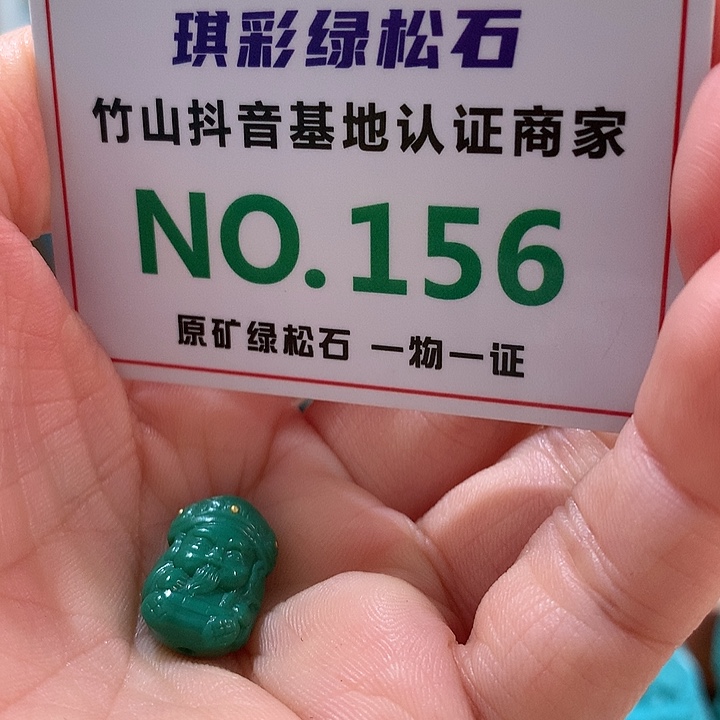 琪彩绿松石
竹山抖音基地认证商家
NO.156
原矿绿松石 一物一证